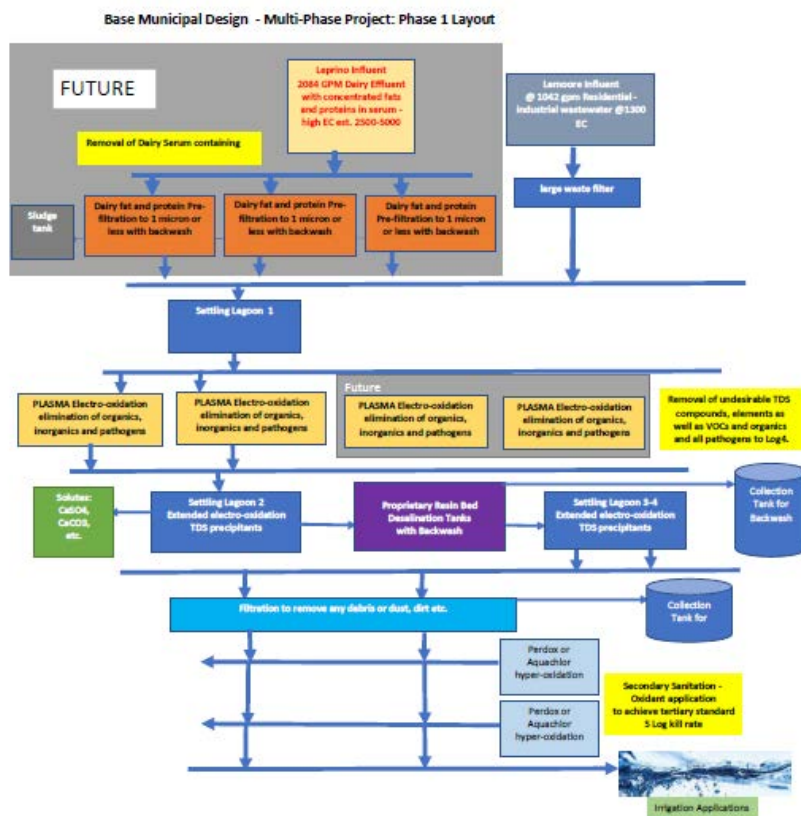 Base Municipal Design - Multi-Phase Project: Phase 1 Layout
FUTURE
Leprino Influent
2084 GPM Dairy Effluent
with concentrated fats
and proteins in serum -
high EC est. 2500-5000
Lemoore Influent
@ 1042 gpm Residential -
industrial wastewater @1300
EC
Removal of Dairy Serum containing
large waste filter
Sludge
tank
Dairy fat and protein Pre-
filtration to 1 micron or
less with backwash
Dairy fat and protein Pre-
filtration to 1 micron or
less with backwash
Dairy fat and protein
Pre-filtration to 1 micron
or less with backwash
Settling Lagoon 1
PLASMA Electro-oxidation
elimination of organics,
inorganics and pathogens
PLASMA Electro-oxidation
elimination of organics,
inorganics and pathogens
Future
PLASMA Electro-oxidation
elimination of organics,
inorganics and pathogens
PLASMA Electro-oxidation
elimination of organics,
inorganics and pathogens
Removal of undesirable TDS
compounds, elements as
well as VOCs and organics
and all pathogens to Log4.
Solutes:
CaSO4,
CaCO3,
etc.
Settling Lagoon 2
Extended electro-oxidation
TDS precipitants
Proprietary Resin Bed
Desalination Tanks
with Backwash
Settling Lagoon 3-4
Extended electro-oxidation
TDS precipitants
Collection
Tank for
Backwash
Filtration to remove any debris or dust, dirt etc.
Collection
Tank for
Perdox or
Aquachlor
hyper-oxidation
Perdox or
Aquachlor
hyper-oxidation
Secondary Sanitation -
Oxidant application
to achieve tertiary standard
5 Log kill rate
Irrigation Applications